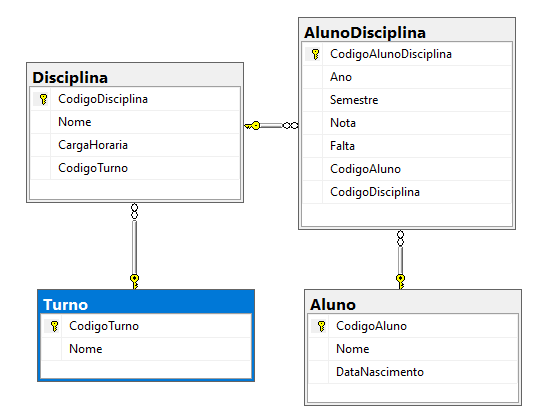 Disciplina
CodigoDisciplina
Nome
CargaHoraria
CodigoTurno
AlunoDisciplina
CodigoAlunoDisciplina
Ano
Semestre
Nota
Falta
CodigoAluno
CodigoDisciplina
Turno
CodigoTurno
Nome
Aluno
CodigoAluno
Nome
DataNascimento